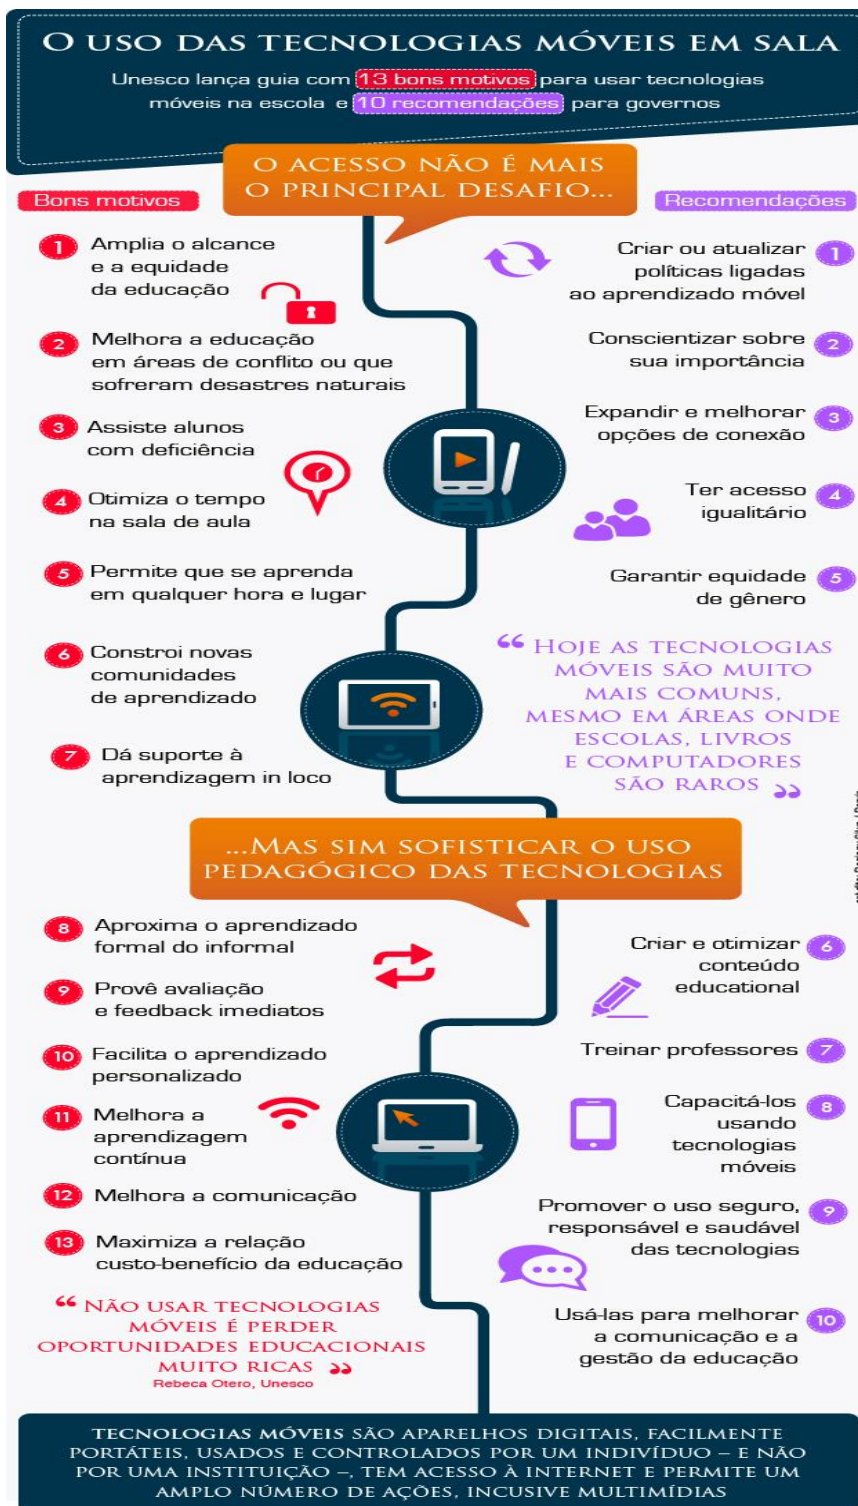 O USO DAS TECNOLOGIAS MÓVEIS EM SALA
Unesco lança guia com 13 bons motivos para usar tecnologias
móveis na escola e 10 recomendações para governos
O ACESSO NÃO É MAIS
O PRINCIPAL DESAFIO...
Bons motivos
1 Amplia o alcance
e a equidade
da educação
2 Melhora a educação
em áreas de conflito ou que
sofreram desastres naturais
3 Assiste alunos
com deficiência
4 Otimiza o tempo
na sala de aula
5 Permite que se aprenda
em qualquer hora e lugar
6 Constroi novas
comunidades
de aprendizado
7 Dá suporte à
aprendizagem in loco
Recomendações
Criar ou atualizar 1
políticas ligadas
ao aprendizado móvel
Conscientizar sobre 2
sua importância
Expandir e melhorar 3
opções de conexão
Ter acesso 4
igualitário
Garantir equidade 5
de gênero
“ HOJE AS TECNOLOGIAS
MÓVEIS SÃO MUITO
MAIS COMUNS,
MESMO EM ÁREAS ONDE
ESCOLAS, LIVROS
E COMPUTADORES
SÃO RAROS ”
...MAS SIM SOFISTICAR O USO
PEDAGÓGICO DAS TECNOLOGIAS
8 Aproxima o aprendizado
formal do informal
9 Provê avaliação
e feedback imediatos
10 Facilita o aprendizado
personalizado
11 Melhora a
aprendizagem
contínua
12 Melhora a comunicação
13 Maximiza a relação
custo-benefício da educação
“ NÃO USAR TECNOLOGIAS
MÓVEIS É PERDER
OPORTUNIDADES EDUCACIONAIS
MUITO RICAS ”
Rebeca Otero, Unesco
Criar e otimizar 6
conteúdo
educational
Treinar professores 7
Capacitá-los 8
usando
tecnologias
móveis
Promover o uso seguro, 9
responsável e saudável
das tecnologias
Usá-las para melhorar 10
a comunicação e a
gestão da educação
TECNOLOGIAS MÓVEIS SÃO APARELHOS DIGITAIS, FACILMENTE
PORTÁTEIS, USADOS E CONTROLADOS POR UM INDIVÍDUO – E NÃO
POR UMA INSTITUIÇÃO –, TEM ACESSO À INTERNET E PERMITE UM
AMPLO NÚMERO DE AÇÕES, INCUSIVE MULTIMÍDIAS